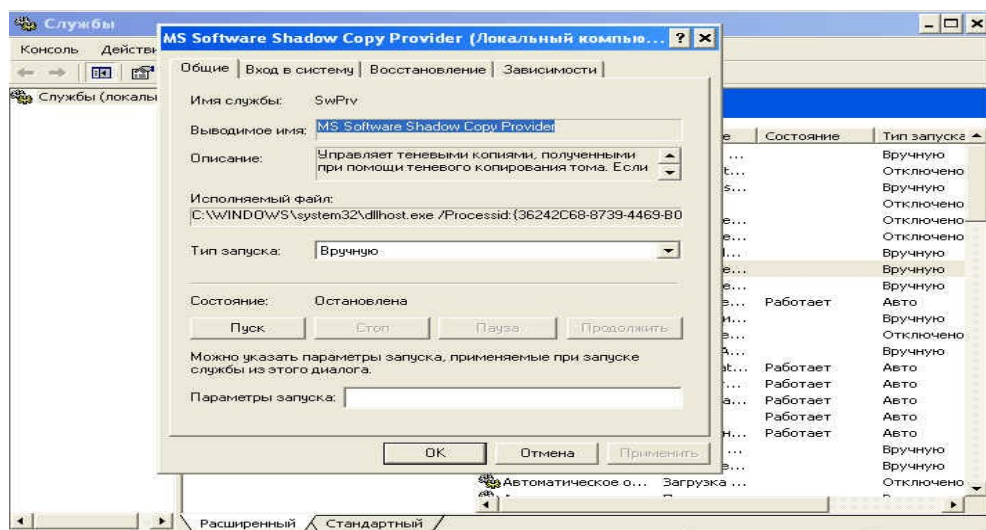 Службы
MS Software Shadow Copy Provider (Локальный компью...
Консоль
Общие
Вход в систему
Восстановление
Зависимости
Службы (локалы
Имя службы: SwPrv
Выводимое имя: MS Software Shadow Copy Provider
Описание: Управляет теневыми копиями, полученными
при помощи теневого копирования тома. Если
Исполняемый файл:
C:\WINDOWS\system32\dllhost.exe /Processid:{36242C68-8739-4469-B0
Тип запуска: Вручную
Состояние: Остановлена
Пуск
Стоп
Пауза
Продолжить
Можно указать параметры запуска, применяемые при запуске
службы из этого диалога.
Параметры запуска:
OK
Отмена
Применить
Состояние
Тип запуска
Вручную
Отключено
Вручную
Отключено
Отключено
Отключено
Вручную
Вручную
Вручную
Работает Авто
Вручную
Отключено
Вручную
Работает Авто
Работает Авто
Работает Авто
Работает Авто
Работает Авто
Вручную
Вручную
Автоматическое о... Загрузка ... Отключено
Расширенный
Стандартный